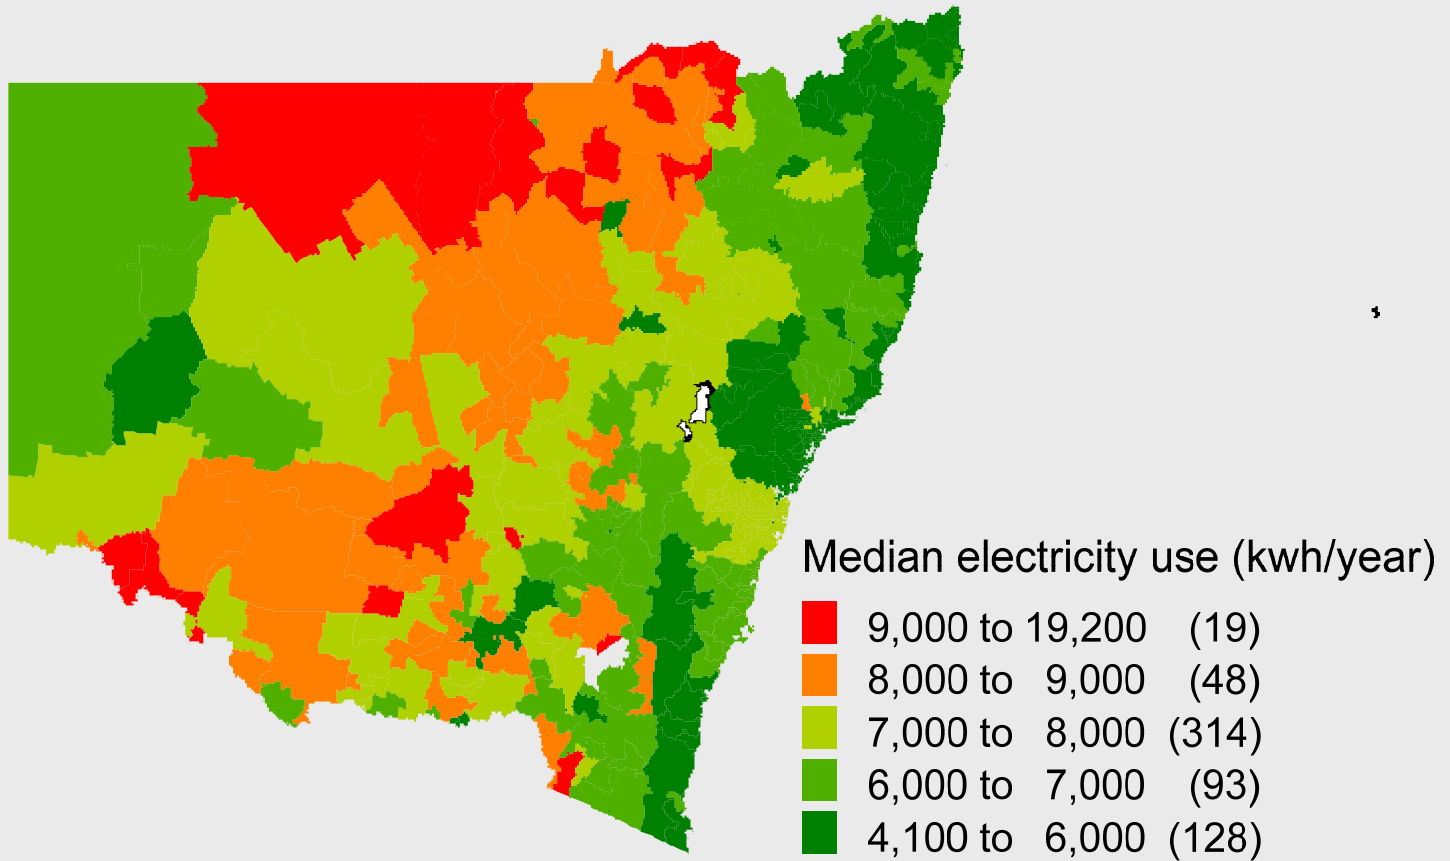 Median electricity use (kwh/year)
9,000 to 19,200 (19)
8,000 to 9,000 (48)
7,000 to 8,000 (314)
6,000 to 7,000 (93)
4,100 to 6,000 (128)